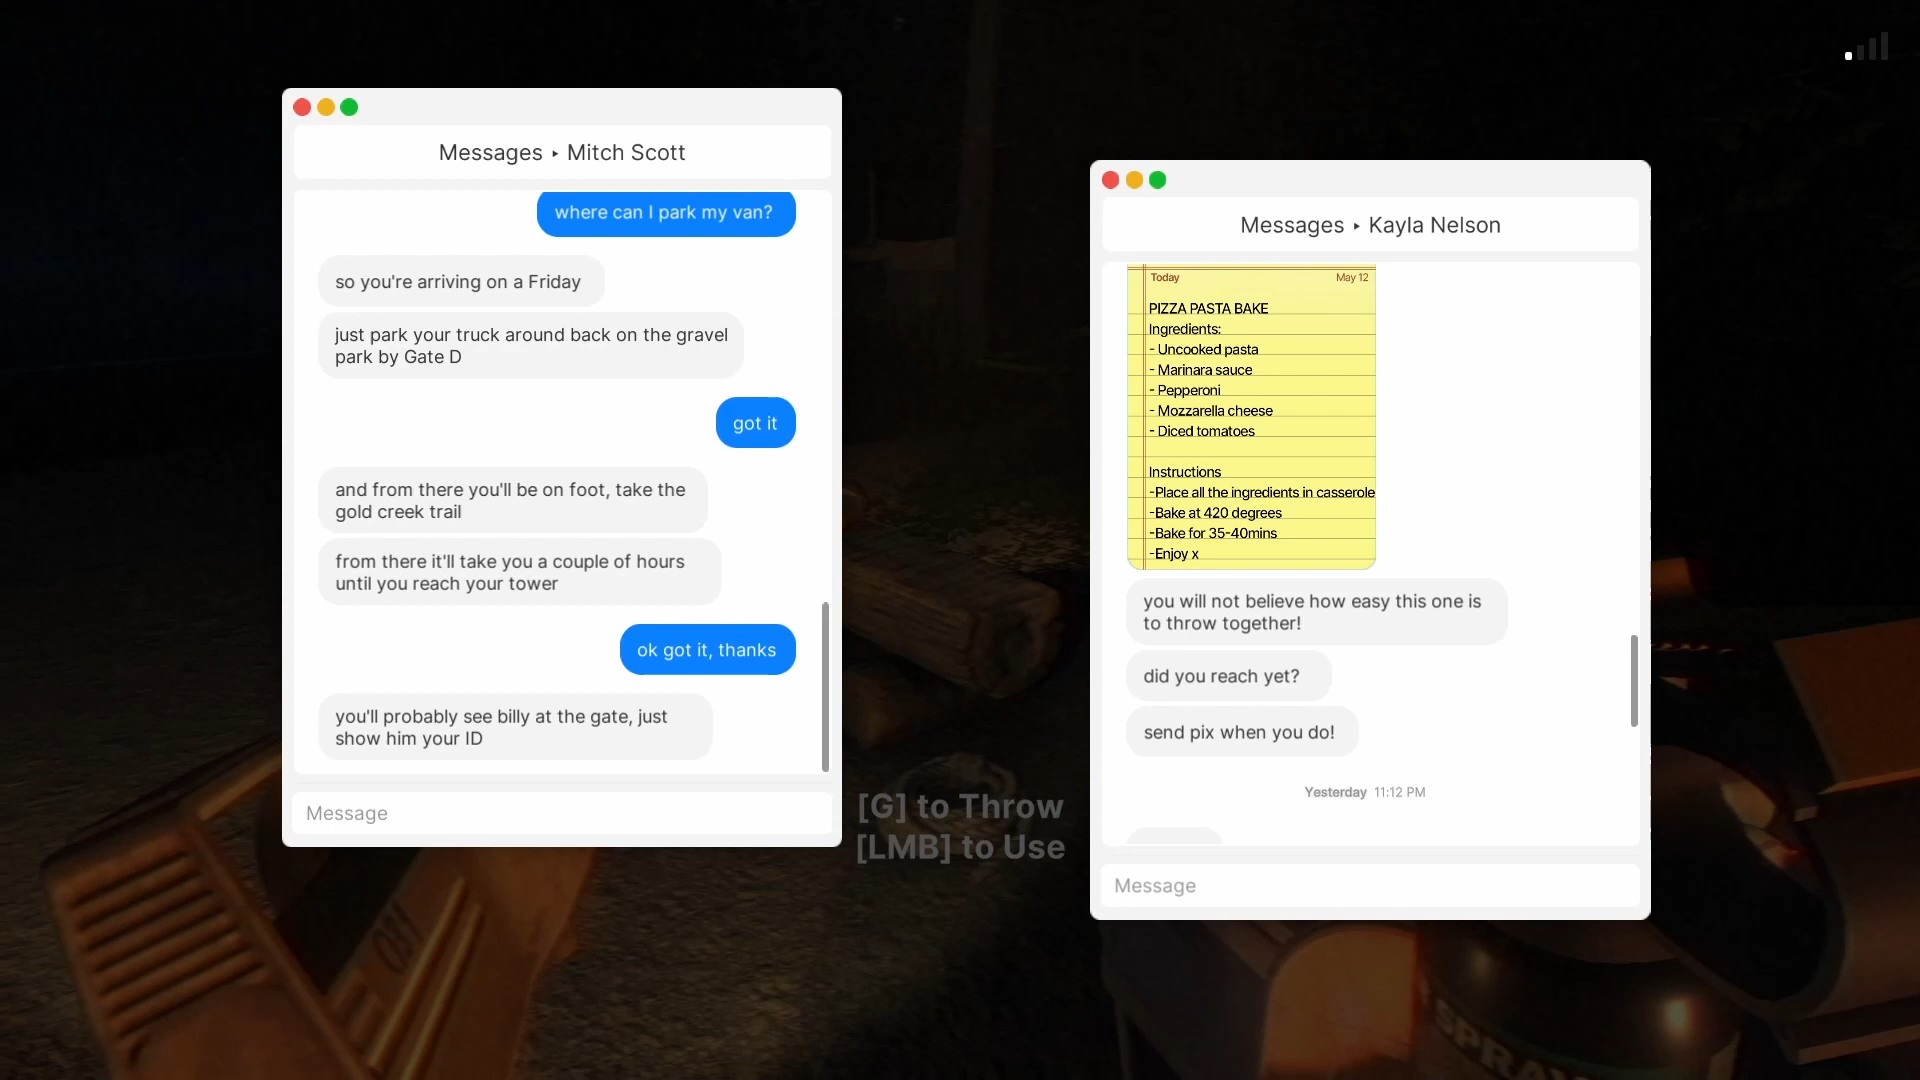 Messages ‣ Mitch Scott
where can I park my van?
so you're arriving on a Friday
just park your truck around back on the gravel
park by Gate D
got it
and from there you'll be on foot, take the
gold creek trail
from there it'll take you a couple of hours
until you reach your tower
ok got it, thanks
you'll probably see billy at the gate, just
show him your ID
Message
[G] to Throw
[LMB] to Use
Messages ‣ Kayla Nelson
Today May 12
PIZZA PASTA BAKE
Ingredients:
- Uncooked pasta
- Marinara sauce
- Pepperoni
- Mozzarella cheese
- Diced tomatoes
Instructions
-Place all the ingredients in casserole
-Bake at 420 degrees
-Bake for 35-40mins
-Enjoy x
you will not believe how easy this one is
to throw together!
did you reach yet?
send pix when you do!
Yesterday 11:12 PM
Message
031